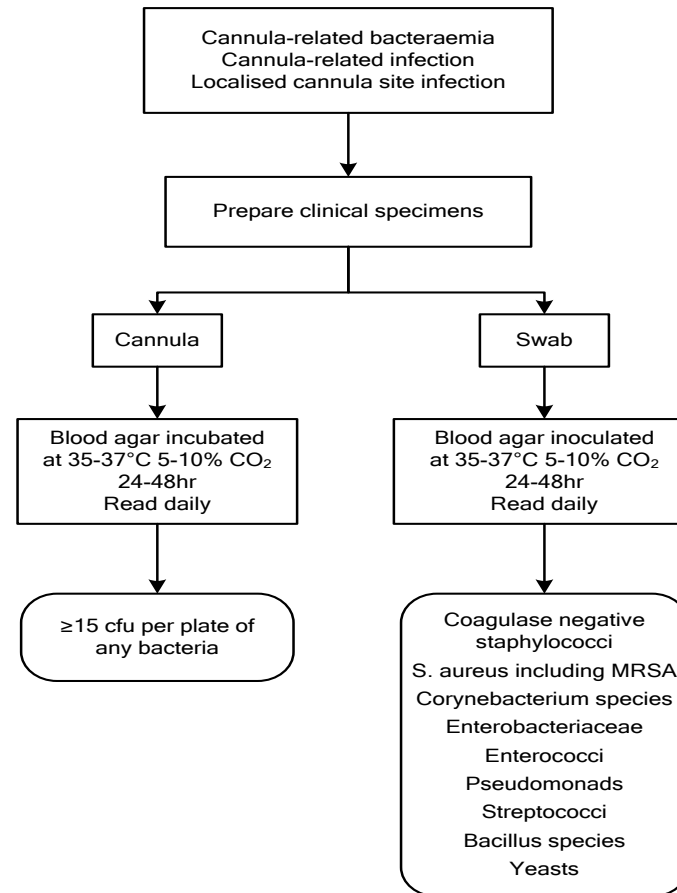 Cannula-related bacteraemia
Cannula-related infection
Localised cannula site infection
Prepare clinical specimens
Cannula
Swab
Blood agar incubated
at 35-37°C 5-10% CO₂
24-48hr
Read daily
Blood agar inoculated
at 35-37°C 5-10% CO₂
24-48hr
Read daily
≥15 cfu per plate of
any bacteria
Coagulase negative
staphylococci
S. aureus including MRSA
Corynebacterium species
Enterobacteriaceae
Enterococci
Pseudomonads
Streptococci
Bacillus species
Yeasts